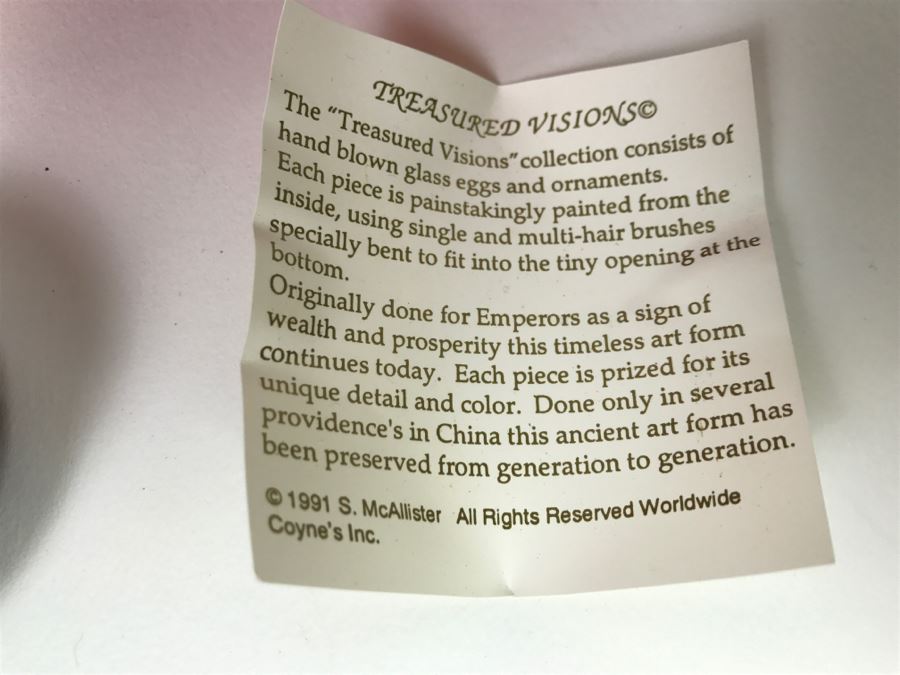 TREASURED VISIONS©
The “Treasured Visions” collection consists of
hand blown glass eggs and ornaments.
Each piece is painstakingly painted from the
inside, using single and multi-hair brushes
specially bent to fit into the tiny opening at the
bottom.
Originally done for Emperors as a sign of
wealth and prosperity this timeless art form
continues today. Each piece is prized for its
unique detail and color. Done only in several
providence's in China this ancient art form has
been preserved from generation to generation.
© 1991 S. McAllister All Rights Reserved Worldwide
Coyne's Inc.